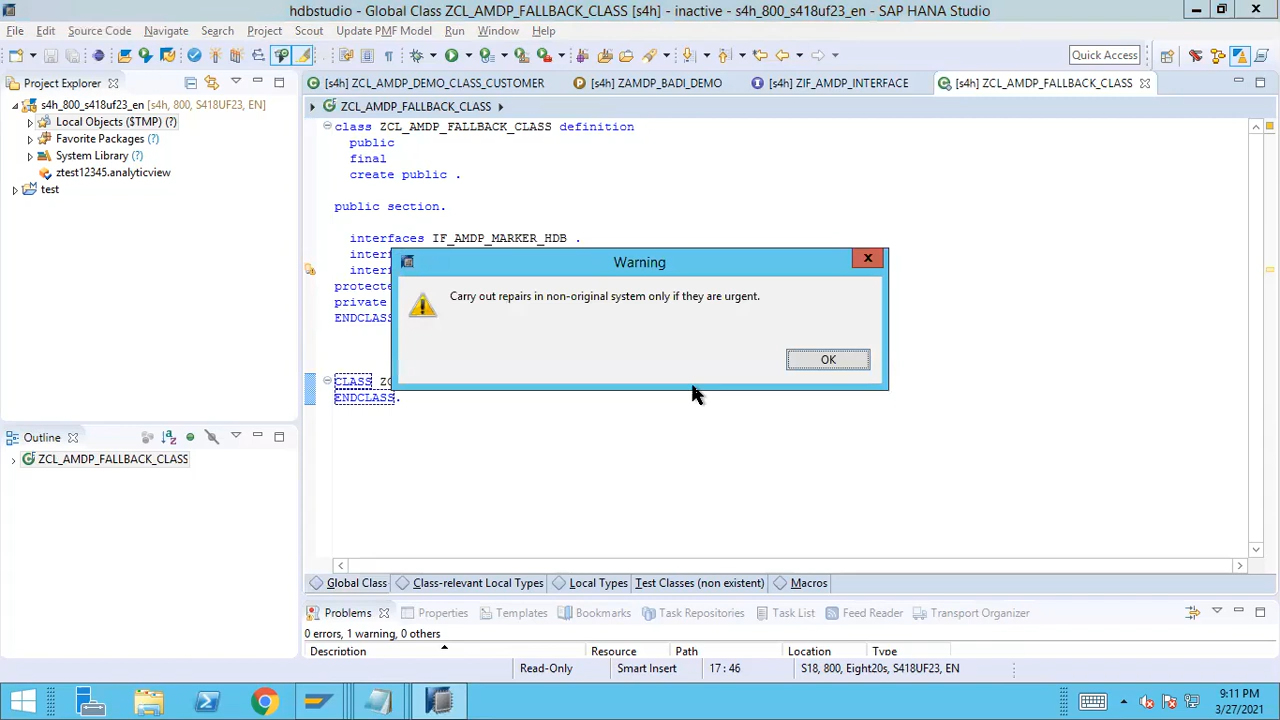 hdbstudio - Global Class ZCL_AMDP_FALLBACK_CLASS [s4h] - inactive - s4h_800_s418uf23_en - SAP HANA Studio
File Edit Source Code Navigate Search Project Scout Update PMF Model Run Window Help
Quick Access
Project Explorer
[s4h] ZCL_AMDP_DEMO_CLASS_CUSTOMER
[s4h] ZAMDP_BADI_DEMO
[s4h] ZIF_AMDP_INTERFACE
[s4h] ZCL_AMDP_FALLBACK_CLASS
s4h_800_s418uf23_en [s4h, 800, S418UF23, EN]
Local Objects ($TMP) (?)
Favorite Packages (?)
System Library (?)
ztest12345.analyticview
test
ZCL_AMDP_FALLBACK_CLASS
class ZCL_AMDP_FALLBACK_CLASS definition
public
final
create public .
public section.
interfaces IF_AMDP_MARKER_HDB .
interf
interf
protec
private
ENDCLASS
CLASS ZC
ENDCLASS.
Warning
x
Carry out repairs in non-original system only if they are urgent.
OK
Outline
ZCL_AMDP_FALLBACK_CLASS
Global Class Class-relevant Local Types Local Types Test Classes (non existent) Macros
Problems Properties Templates Bookmarks Task Repositories Task List Feed Reader Transport Organizer
0 errors, 1 warning, 0 others
Description Resource Path Location Type
Read-Only Smart Insert 17 : 46 S18, 800, Eight20s, S418UF23, EN
9:11 PM
3/27/2021